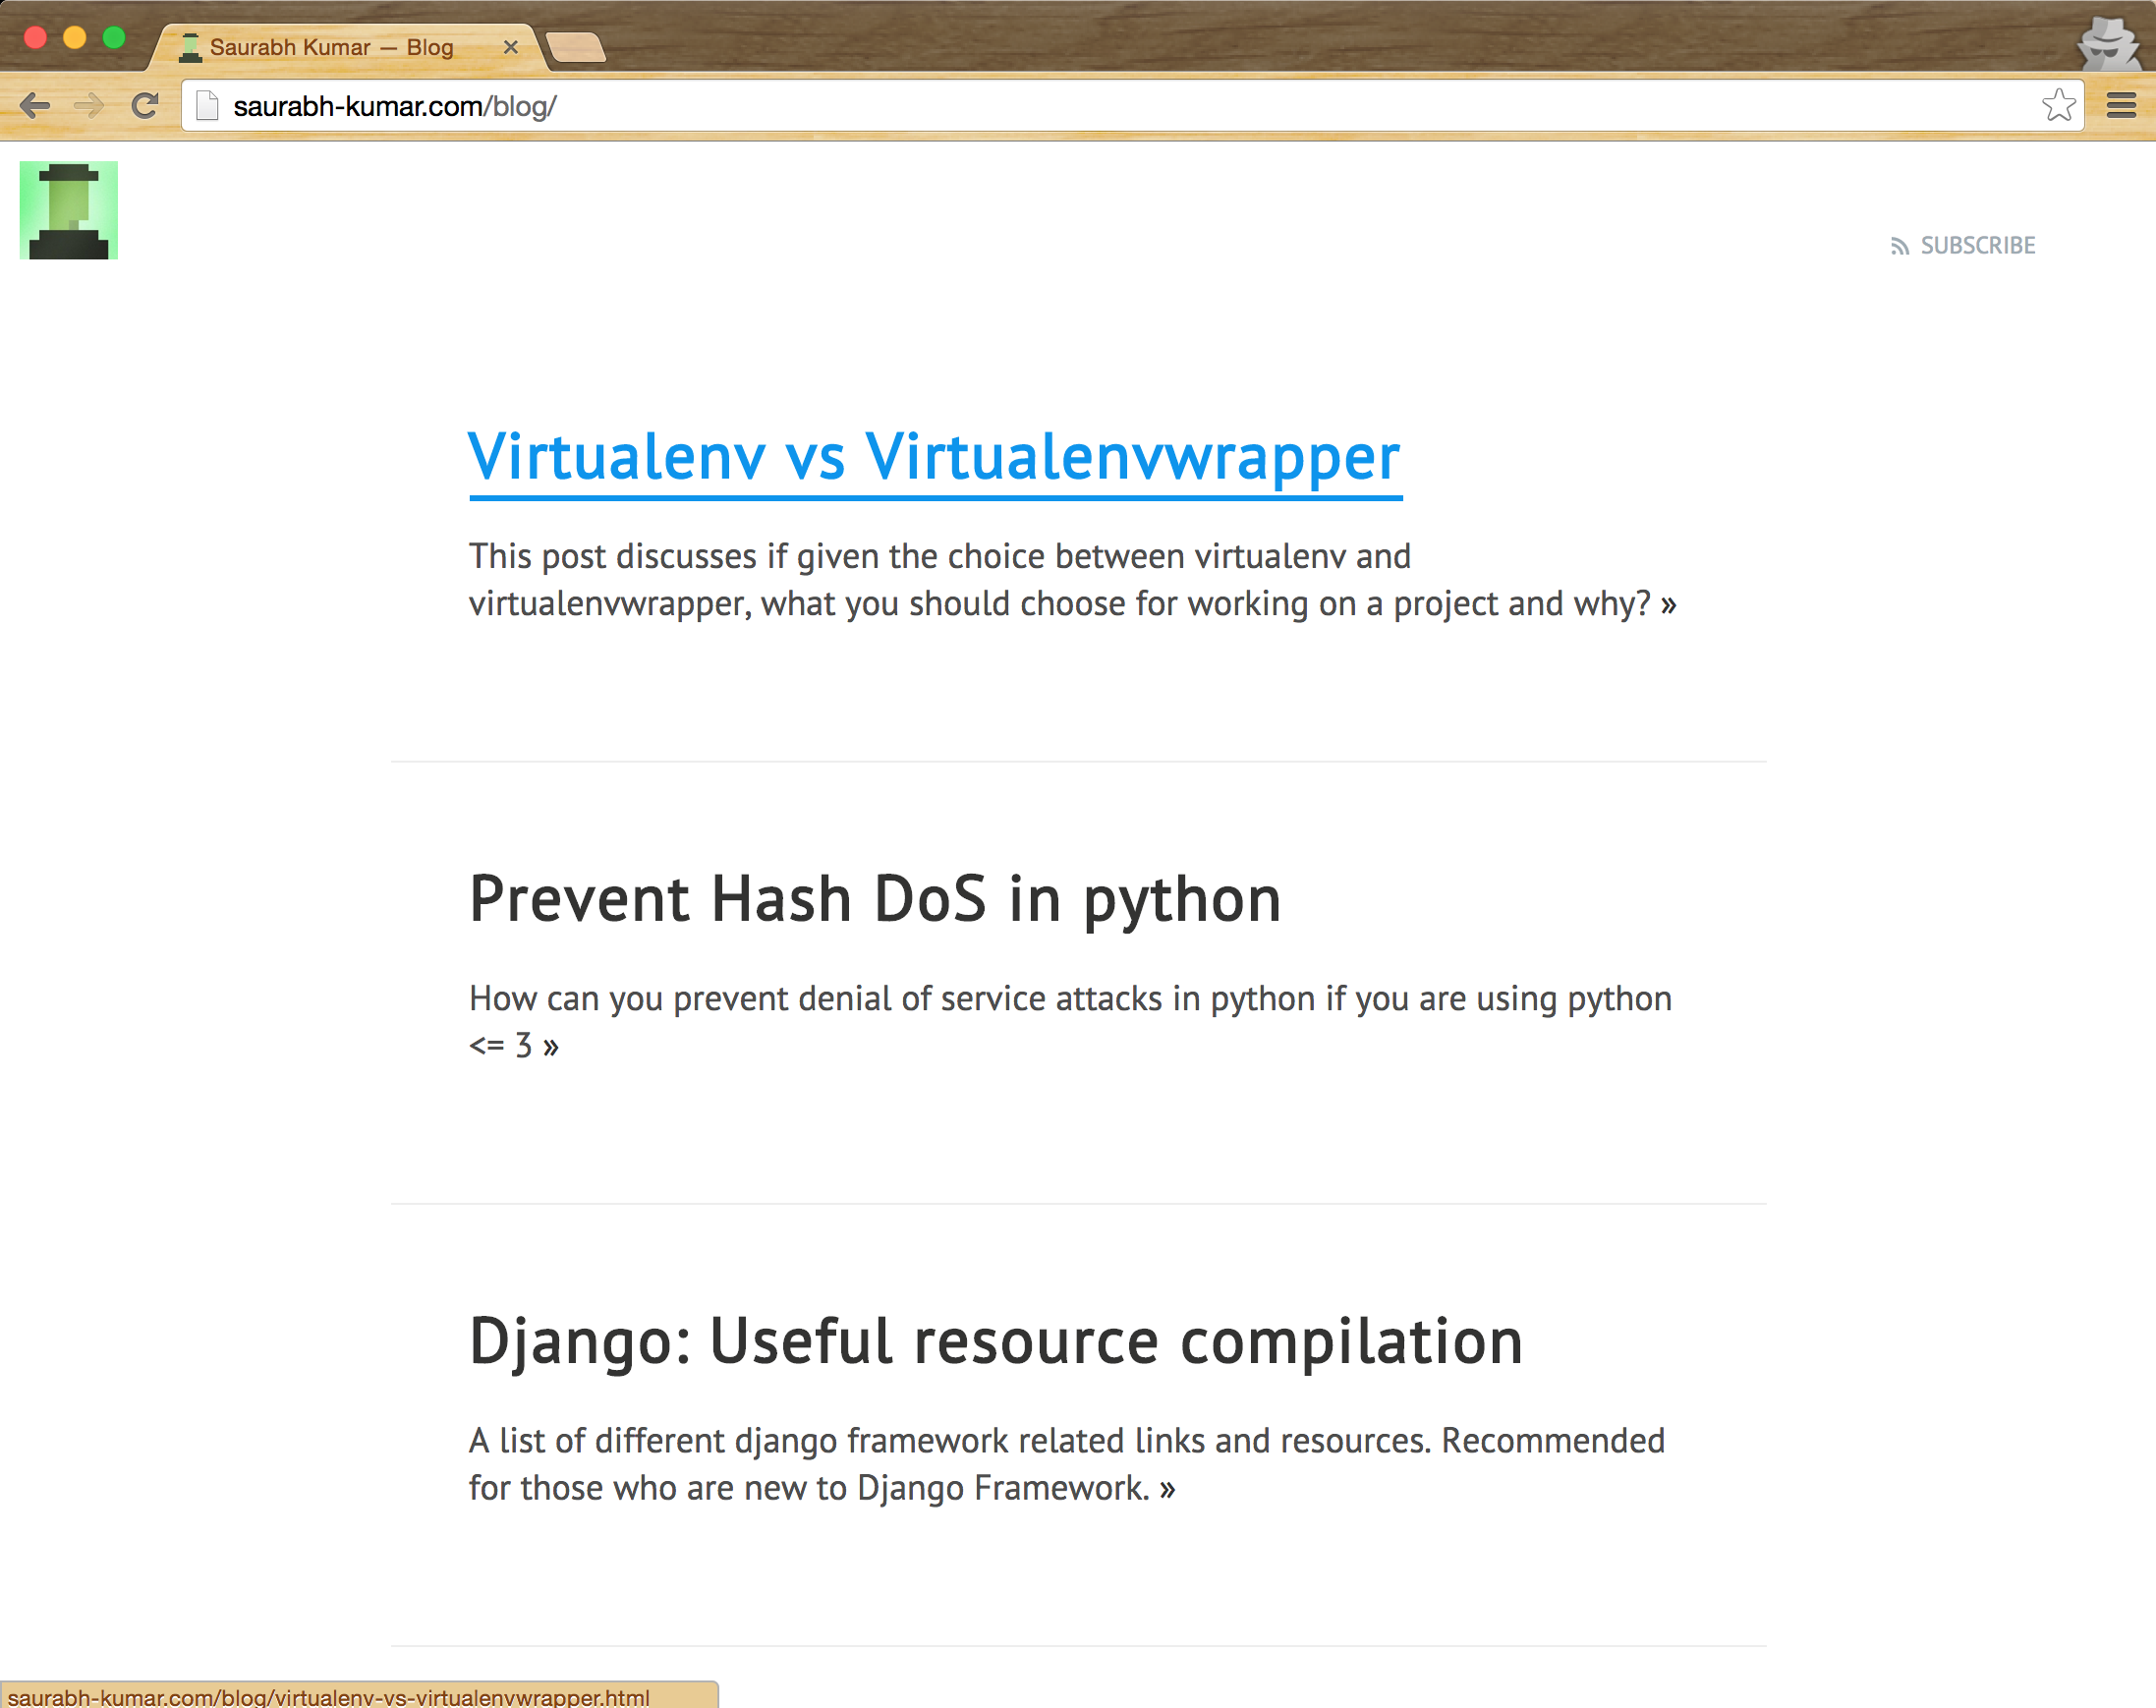 Saurabh Kumar — Blog
saurabh-kumar.com/blog/
SUBSCRIBE
Virtualenv vs Virtualenvwrapper
This post discusses if given the choice between virtualenv and
virtualenvwrapper, what you should choose for working on a project and why? »
Prevent Hash DoS in python
How can you prevent denial of service attacks in python if you are using python
<= 3 »
Django: Useful resource compilation
A list of different django framework related links and resources. Recommended
for those who are new to Django Framework. »
saurabh-kumar.com/blog/virtualenv-vs-virtualenvwrapper.html